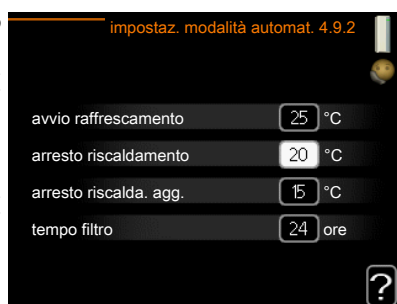 impostaz. modalità automat. 4.9.2
avvio raffrescamento 25 °C
arresto riscaldamento 20 °C
arresto riscalda. agg. 15 °C
tempo filtro 24 ore
?